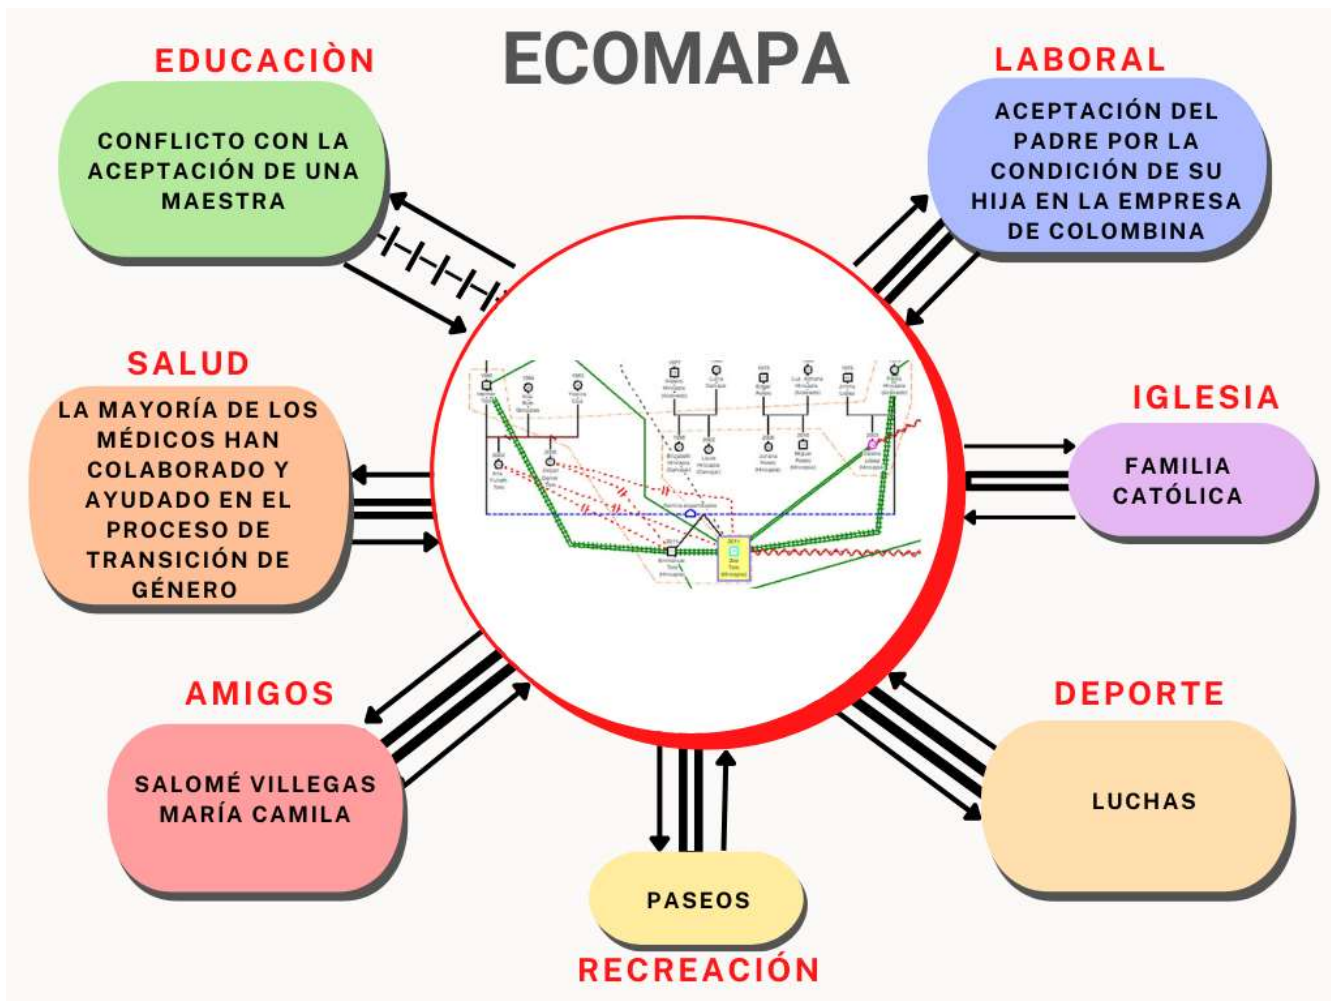 ECOMAPA
EDUCACIÒN
CONFLICTO CON LA
ACEPTACIÓN DE UNA
MAESTRA
LABORAL
ACEPTACIÓN DEL
PADRE POR LA
CONDICIÓN DE SU
HIJA EN LA EMPRESA
DE COLOMBINA
SALUD
LA MAYORÍA DE LOS
MÉDICOS HAN
COLABORADO Y
AYUDADO EN EL
PROCESO DE
TRANSICIÓN DE
GÉNERO
IGLESIA
FAMILIA
CATÓLICA
AMIGOS
SALOMÉ VILLEGAS
MARÍA CAMILA
DEPORTE
LUCHAS
PASEOS
RECREACIÓN